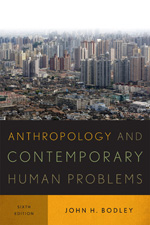 ANTHROPOLOGY AND
CONTEMPORARY
HUMAN PROBLEMS
SIXTH
EDITION
JOHN H. BODLEY